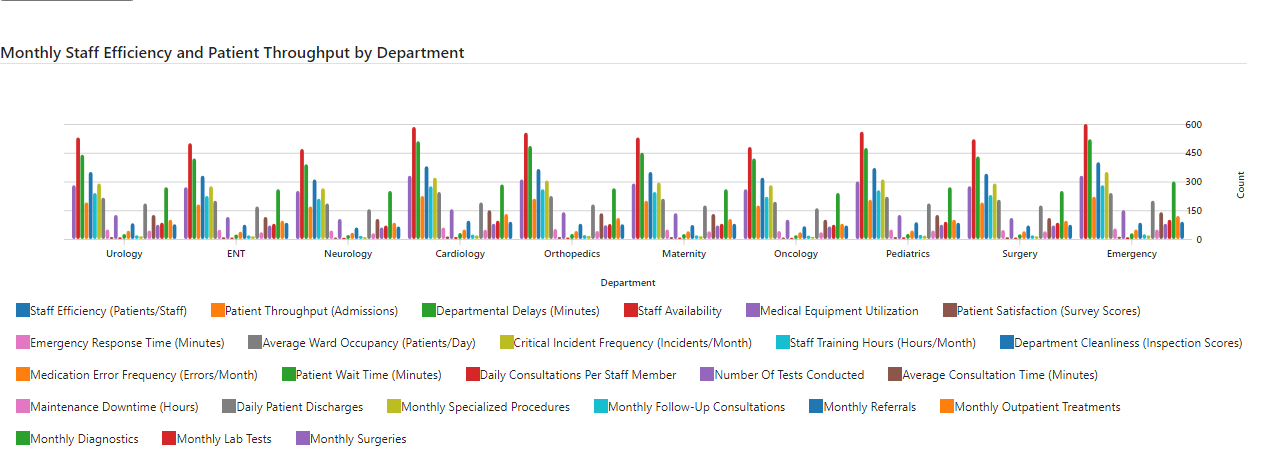 Monthly Staff Efficiency and Patient Throughput by Department
600
450
300
150
0
Count
Urology ENT Neurology Cardiology Orthopedics Maternity Oncology Pediatrics Surgery Emergency
Department
Staff Efficiency (Patients/Staff) Patient Throughput (Admissions) Departmental Delays (Minutes) Staff Availability Medical Equipment Utilization Patient Satisfaction (Survey Scores)
Emergency Response Time (Minutes) Average Ward Occupancy (Patients/Day) Critical Incident Frequency (Incidents/Month) Staff Training Hours (Hours/Month) Department Cleanliness (Inspection Scores)
Medication Error Frequency (Errors/Month) Patient Wait Time (Minutes) Daily Consultations Per Staff Member Number Of Tests Conducted Average Consultation Time (Minutes)
Maintenance Downtime (Hours) Daily Patient Discharges Monthly Specialized Procedures Monthly Follow-Up Consultations Monthly Referrals Monthly Outpatient Treatments
Monthly Diagnostics Monthly Lab Tests Monthly Surgeries